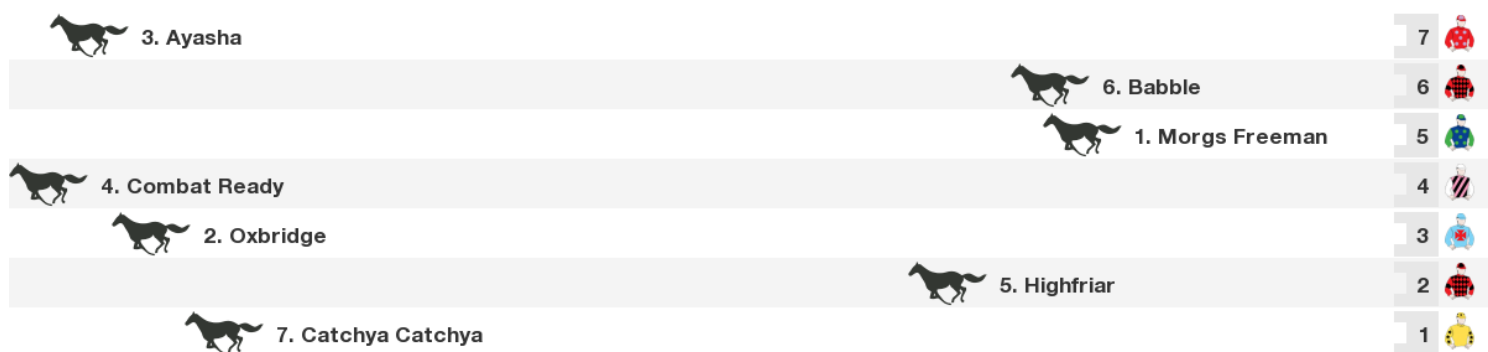 3. Ayasha 7
6. Babble 6
1. Morgs Freeman 5
4. Combat Ready 4
2. Oxbridge 3
5. Highfriar 2
7. Catchya Catchya 1